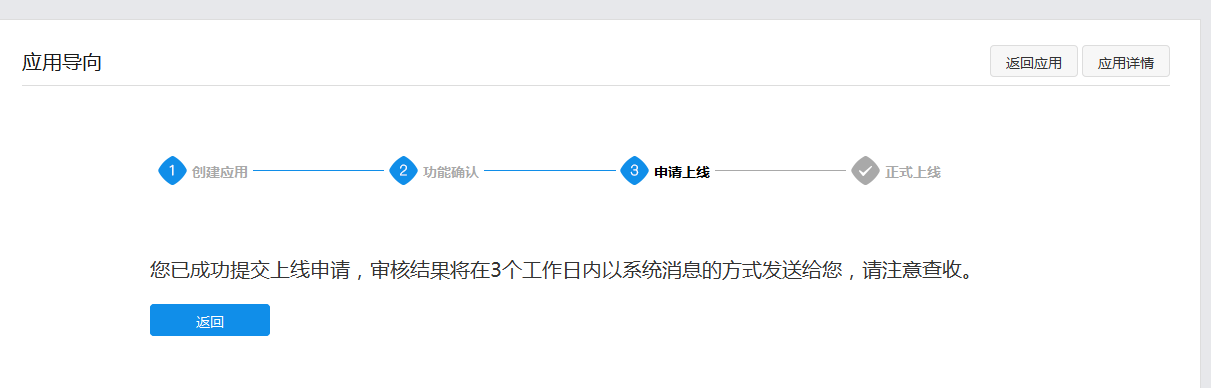 应用导向
返回应用 应用详情
1 创建应用 2 功能确认 3 申请上线 正式上线
您已成功提交上线申请，审核结果将在3个工作日内以系统消息的方式发送给您，请注意查收。
返回